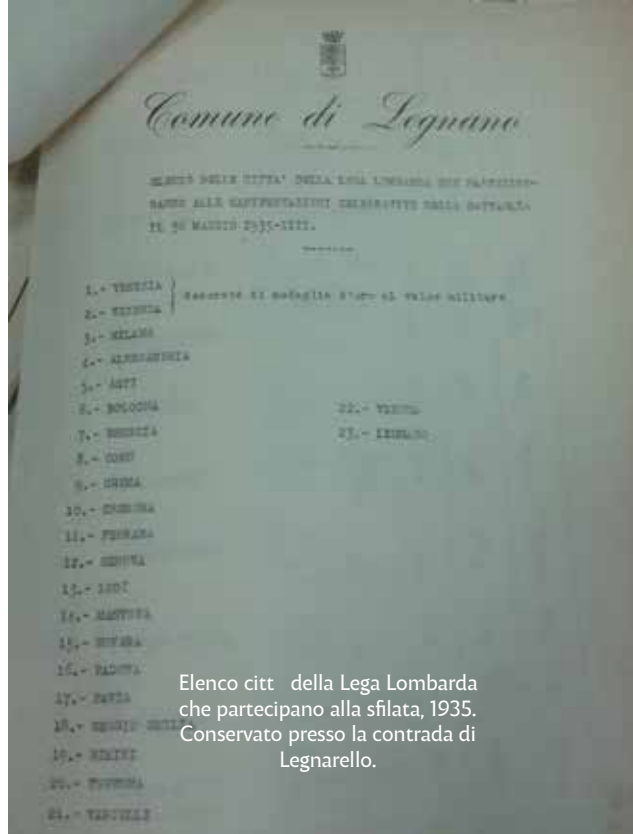 Comune di Legnano
ELENCO DELLE CITTA' DELLA LEGA LOMBARDA CHE PARTECIPE-
RANNO ALLE MANIFESTAZIONI CELEBRATIVE DELLA BATTAGLIA
IL 30 MAGGIO 1935-XIII.
1.- VENEZIA
decorate di medaglia d'oro al valor militare
2.- VICENZA
3.- MILANO
4.- ALESSANDRIA
5.- ASTI
6.- BOLOGNA
22.- VERONA
7.- BRESCIA
23.- LEGNANO
8.- COMO
9.- CREMA
10.- CREMONA
11.- FERRARA
12.- GENOVA
13.- LODI
14.- MANTOVA
15.- NOVARA
16.- PADOVA
17.- PAVIA
18.- REGGIO EMILIA
19.- RIMINI
20.- TORTONA
21.- VERCELLI
Elenco citt della Lega Lombarda
che partecipano alla sfilata, 1935.
Conservato presso la contrada di
Legnarello.